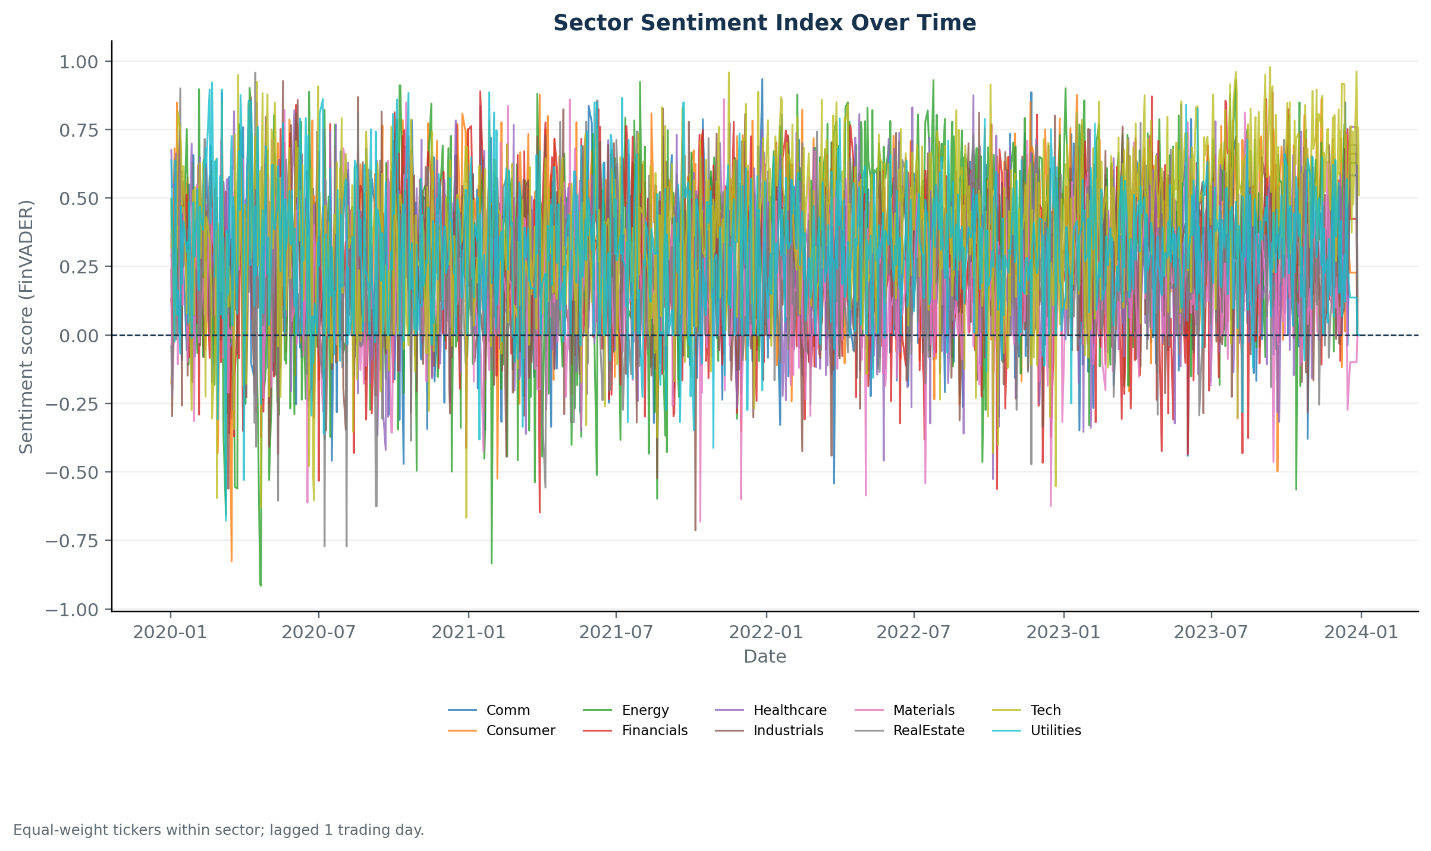 Sector Sentiment Index Over Time
Sentiment score (FinVADER)
1.00
0.75
0.50
0.25
0.00
−0.25
−0.50
−0.75
−1.00
2020-01 2020-07 2021-01 2021-07 2022-01 2022-07 2023-01 2023-07 2024-01
Date
Comm Energy Healthcare Materials Tech
Consumer Financials Industrials RealEstate Utilities
Equal-weight tickers within sector; lagged 1 trading day.